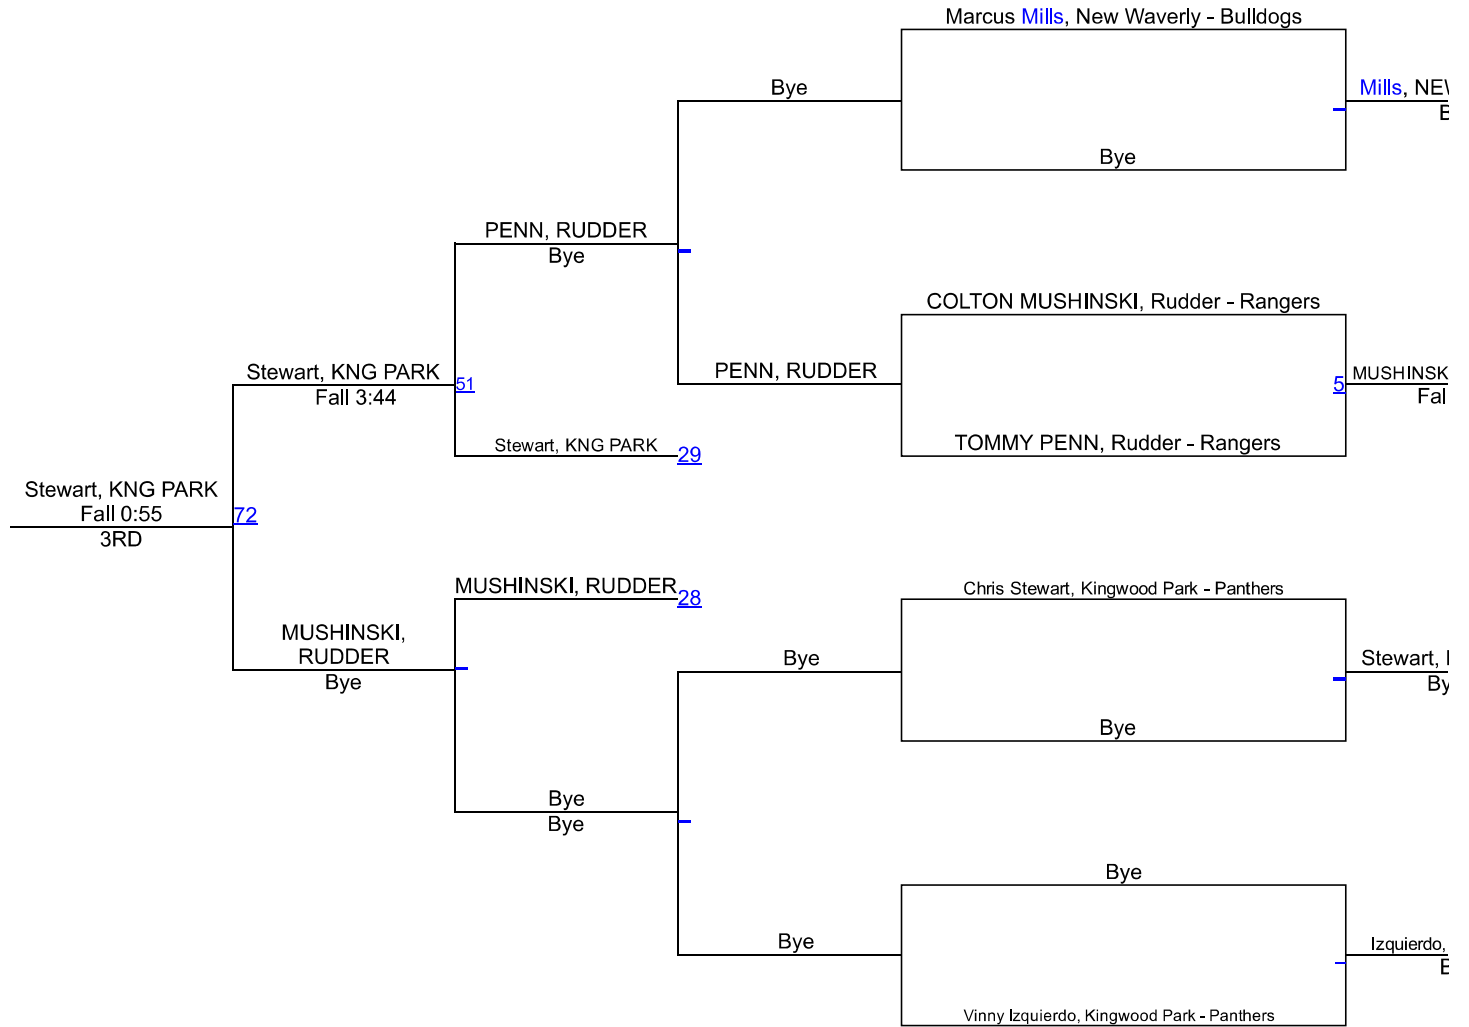 Marcus Mills, New Waverly - Bulldogs
Bye
Mills, NEW
Bye
PENN, RUDDER
Bye
COLTON MUSHINSKI, Rudder - Rangers
Stewart, KNG PARK
51
PENN, RUDDER
5
MUSHINSK
Fall 3:44
Fal
Stewart, KNG PARK
29
TOMMY PENN, Rudder - Rangers
Stewart, KNG PARK
Fall 0:55
72
3RD
MUSHINSKI, RUDDER
28
Chris Stewart, Kingwood Park - Panthers
MUSHINSKI,
RUDDER
Bye
Bye
Stewart,
By
Bye
Bye
Bye
Bye
Bye
Izquierdo,
Vinny Izquierdo, Kingwood Park - Panthers